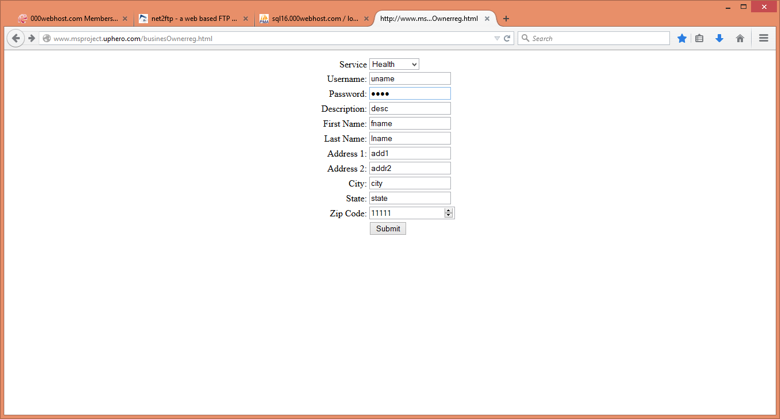 000webhost.com Members...
net2ftp - a web based FTP ...
sql16.000webhost.com / lo...
http://www.ms...Ownerreg.html
www.msproject.uphero.com/businesOwnerreg.html
Search
Service Health
Username: uname
Password: ●●●●
Description: desc
First Name: fname
Last Name: lname
Address 1: add1
Address 2: addr2
City: city
State: state
Zip Code: 11111
Submit